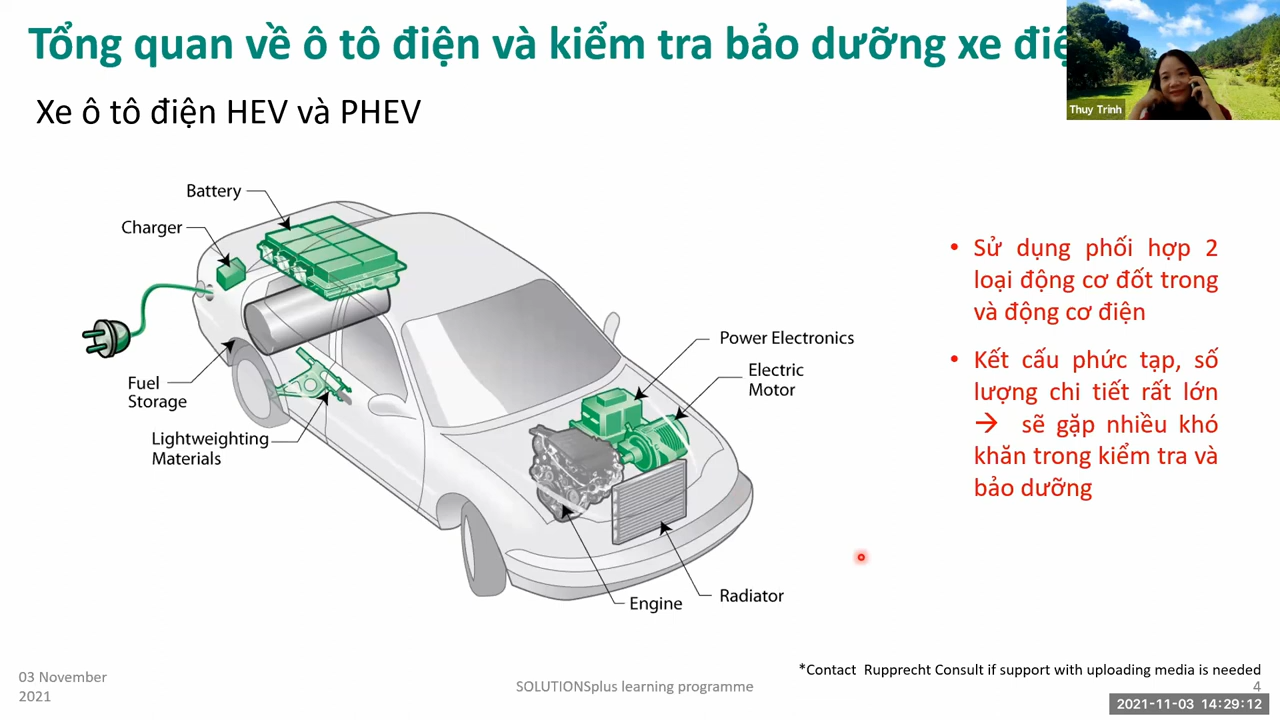 Tổng quan về ô tô điện và kiểm tra bảo dưỡng xe
Thuy Trinh
Xe ô tô điện HEV và PHEV
Battery
Charger
Fuel
Storage
Lightweighting
Materials
Power Electronics
Electric
Motor
Engine
Radiator
• Sử dụng phối hợp 2
loại động cơ đốt trong
và động cơ điện
• Kết cấu phức tạp, số
lượng chi tiết rất lớn
→ sẽ gặp nhiều khó
khăn trong kiểm tra và
bảo dưỡng
*Contact Rupprecht Consult if support with uploading media is needed
03 November
2021
SOLUTIONSplus learning programme
4
2021-11-03 14:29:12